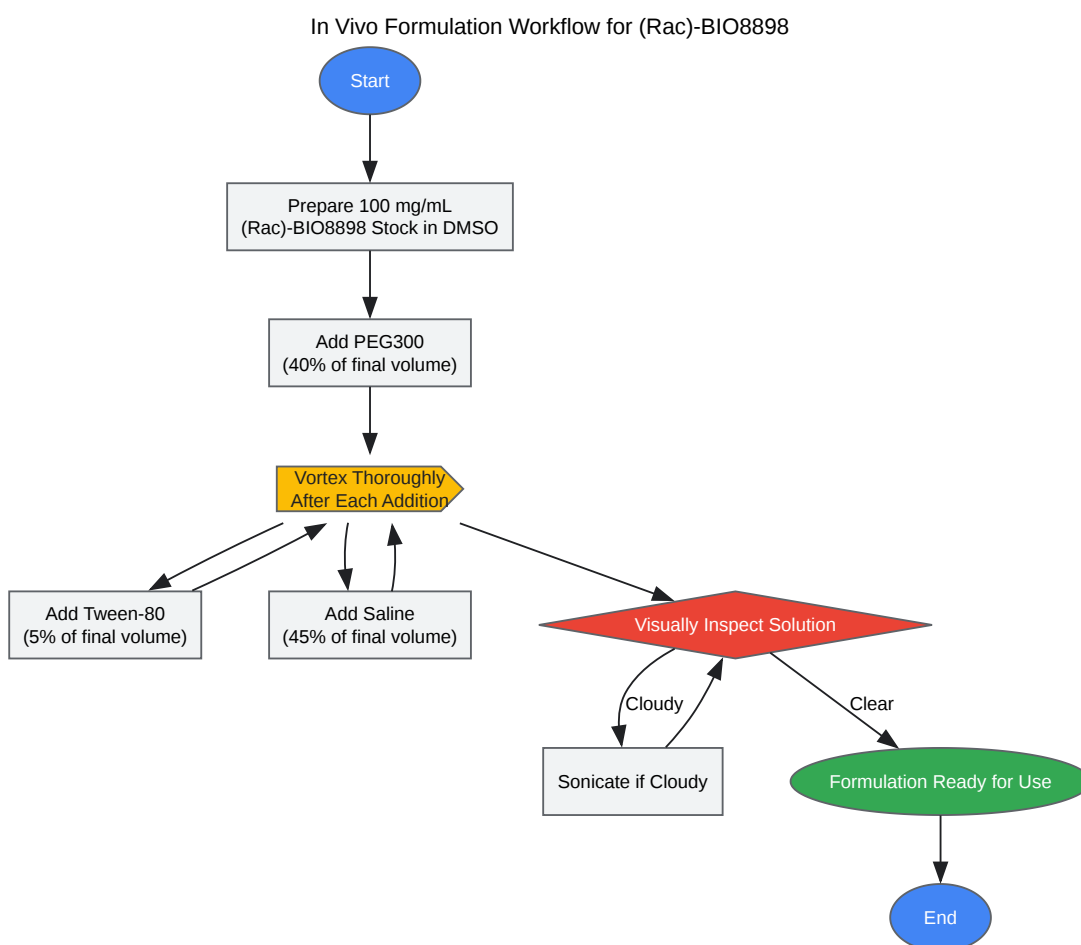 In Vivo Formulation Workflow for (Rac)-BIO8898
Start
Prepare 100 mg/mL
(Rac)-BIO8898 Stock in DMSO
Add PEG300
(40% of final volume)
Vortex Thoroughly
After Each Addition
Add Tween-80
(5% of final volume)
Add Saline
(45% of final volume)
Visually Inspect Solution
Cloudy
Clear
Sonicate if Cloudy
Formulation Ready for Use
End